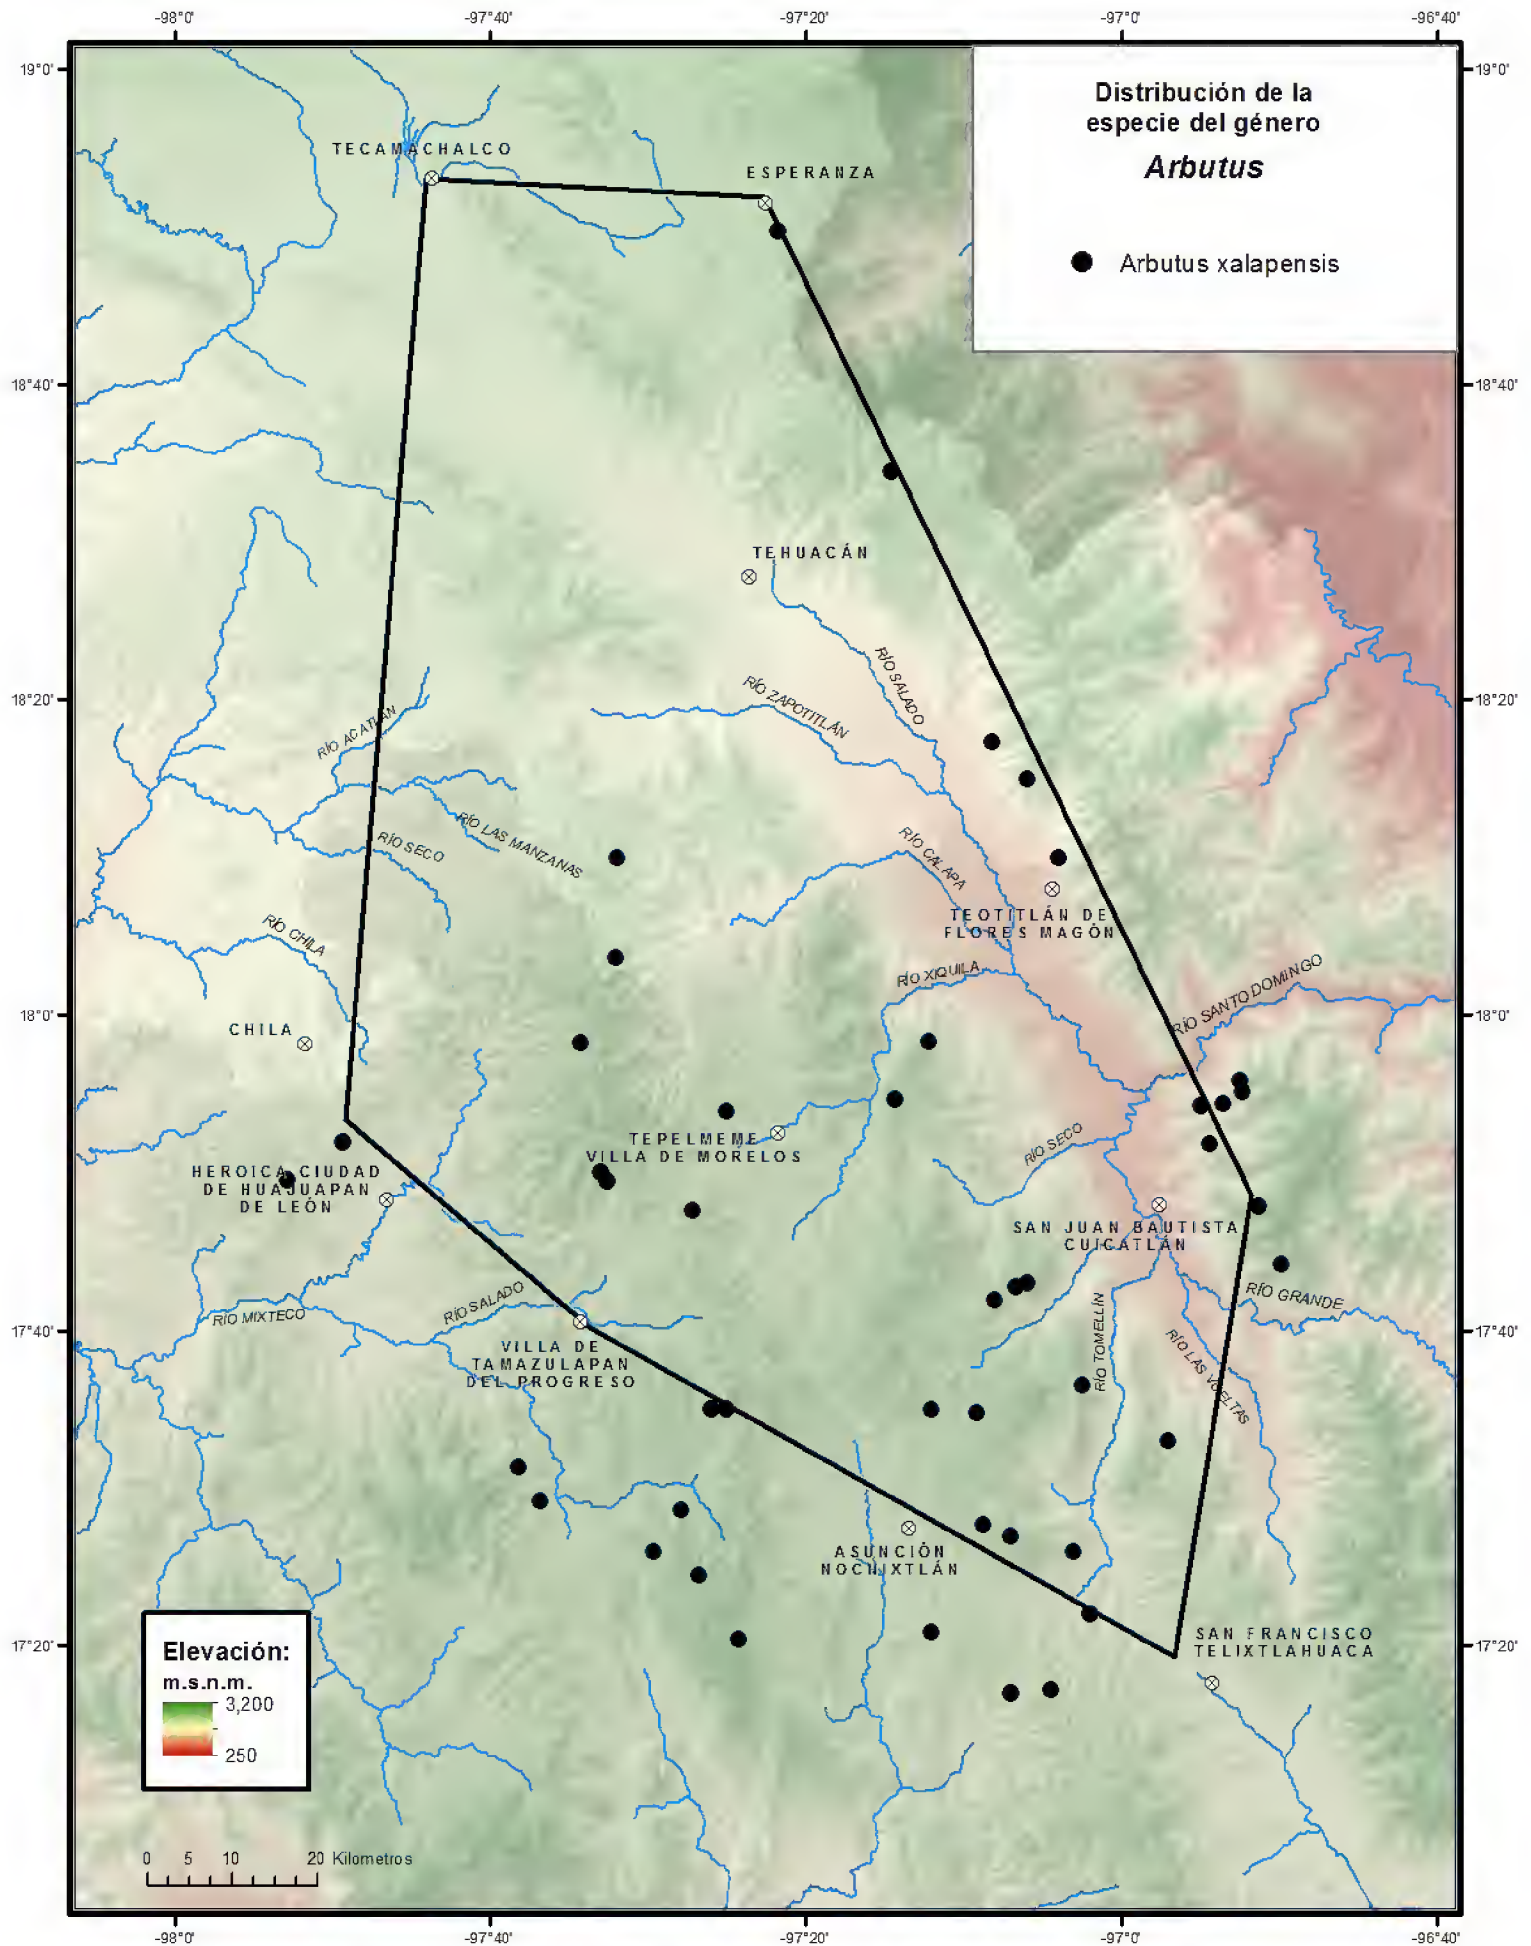 -98°0'
-97°40'
-97°20'
-97°0'
-96°40'
19°0'
19°0'
Distribución de la
especie del género
Arbutus
Arbutus xalapensis
TECAMACHALCO
ESPERANZA
18°40'
18°40'
TEHUACÁN
RÍO SALADO
RÍO ZAPOTITLÁN
18°20'
18°20'
RÍO ACATLÁN
RÍO LAS MANZANAS
RÍO SECO
RÍO CALAPA
TEOTITLÁN DE
FLORES MAGÓN
RÍO CHILA
RÍO XIQUILA
RÍO SANTO DOMINGO
18°0'
18°0'
CHILA
TEPELMEME
VILLA DE MORELOS
RÍO SECO
HEROICA CIUDAD
DE HUAJUAPAN
DE LEÓN
SAN JUAN BAUTISTA
CUICATLÁN
RÍO MIXTECO
RÍO SALADO
RÍO GRANDE
17°40'
17°40'
VILLA DE
TAMAZULAPAN
DEL PROGRESO
RÍO TOMELLÍN
RÍO LAS VUELTAS
ASUNCIÓN
NOCHIXTLÁN
SAN FRANCISCO
TELIXTLAHUACA
17°20'
17°20'
Elevación:
m.s.n.m.
3,200
250
0 5 10 20 Kilometros
-98°0'
-97°40'
-97°20'
-97°0'
-96°40'